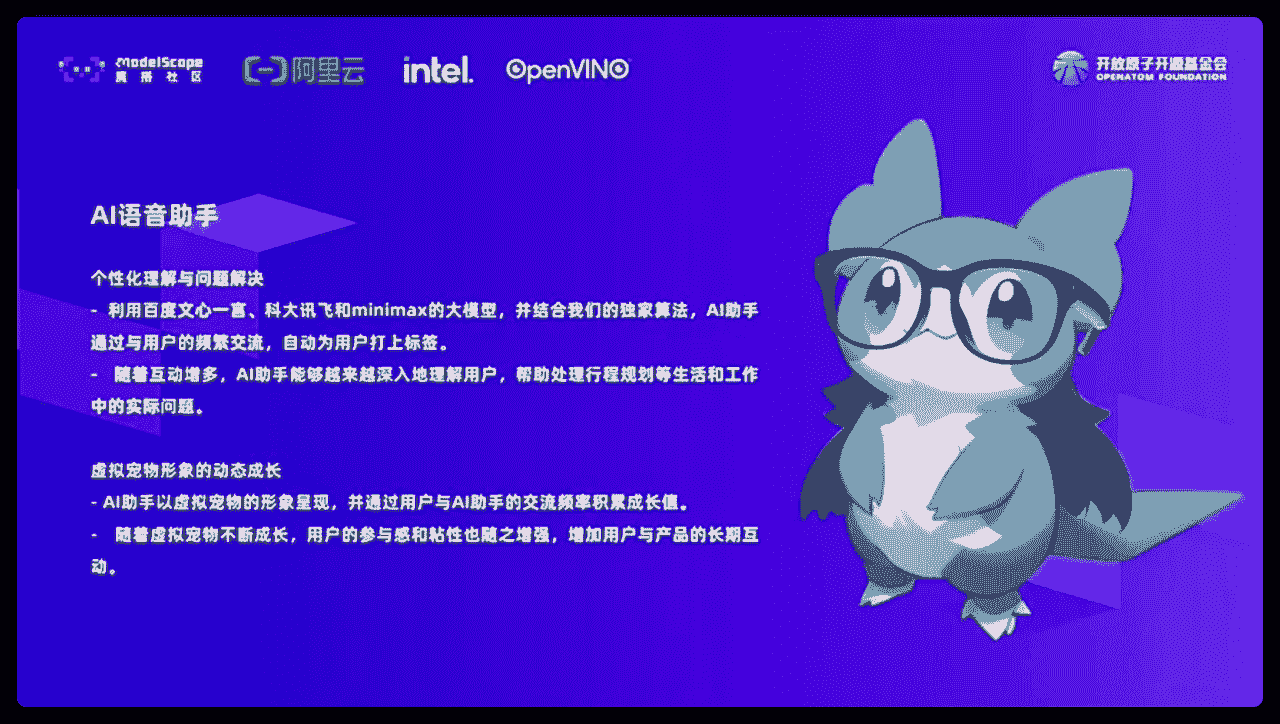 ModelScope
魔搭社区
阿里云
intel.
OpenVINO
开放原子开源基金会
OPENATOM FOUNDATION
AI语音助手
个性化理解与问题解决
- 利用百度文心一言、科大讯飞和minimax的大模型，并结合我们的独家算法，AI助手
通过与用户的频繁交流，自动为用户打上标签。
- 随着互动增多，AI助手能够越来越深入地理解用户，帮助处理行程规划等生活和工作
中的实际问题。
虚拟宠物形象的动态成长
- AI助手以虚拟宠物的形象呈现，并通过用户与AI助手的交流频率积累成长值。
- 随着虚拟宠物不断成长，用户的参与感和粘性也随之增强，增加用户与产品的长期互
动。